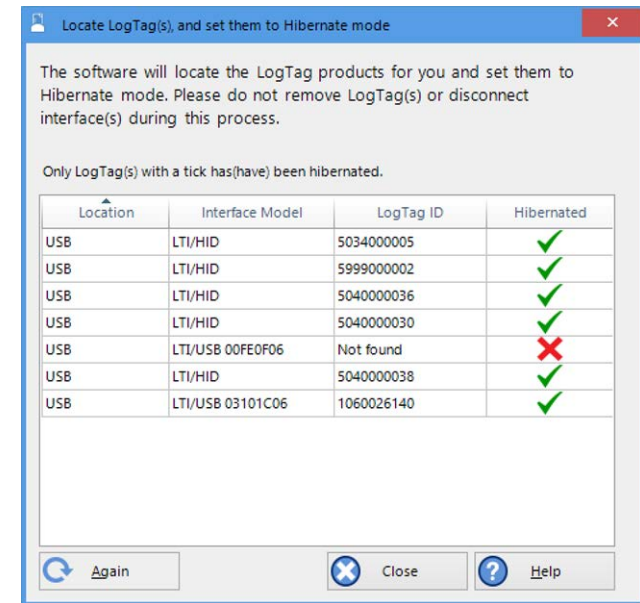 Locate LogTag(s), and set them to Hibernate mode
The software will locate the LogTag products for you and set them to
Hibernate mode. Please do not remove LogTag(s) or disconnect
interface(s) during this process.
Only LogTag(s) with a tick has(have) been hibernated.
Location Interface Model LogTag ID Hibernated
USB LTI/HID 5034000005
USB LTI/HID 5999000002
USB LTI/HID 5040000036
USB LTI/HID 5040000030
USB LTI/USB 00FE0F06 Not found
USB LTI/HID 5040000038
USB LTI/USB 03101C06 1060026140
Again Close Help